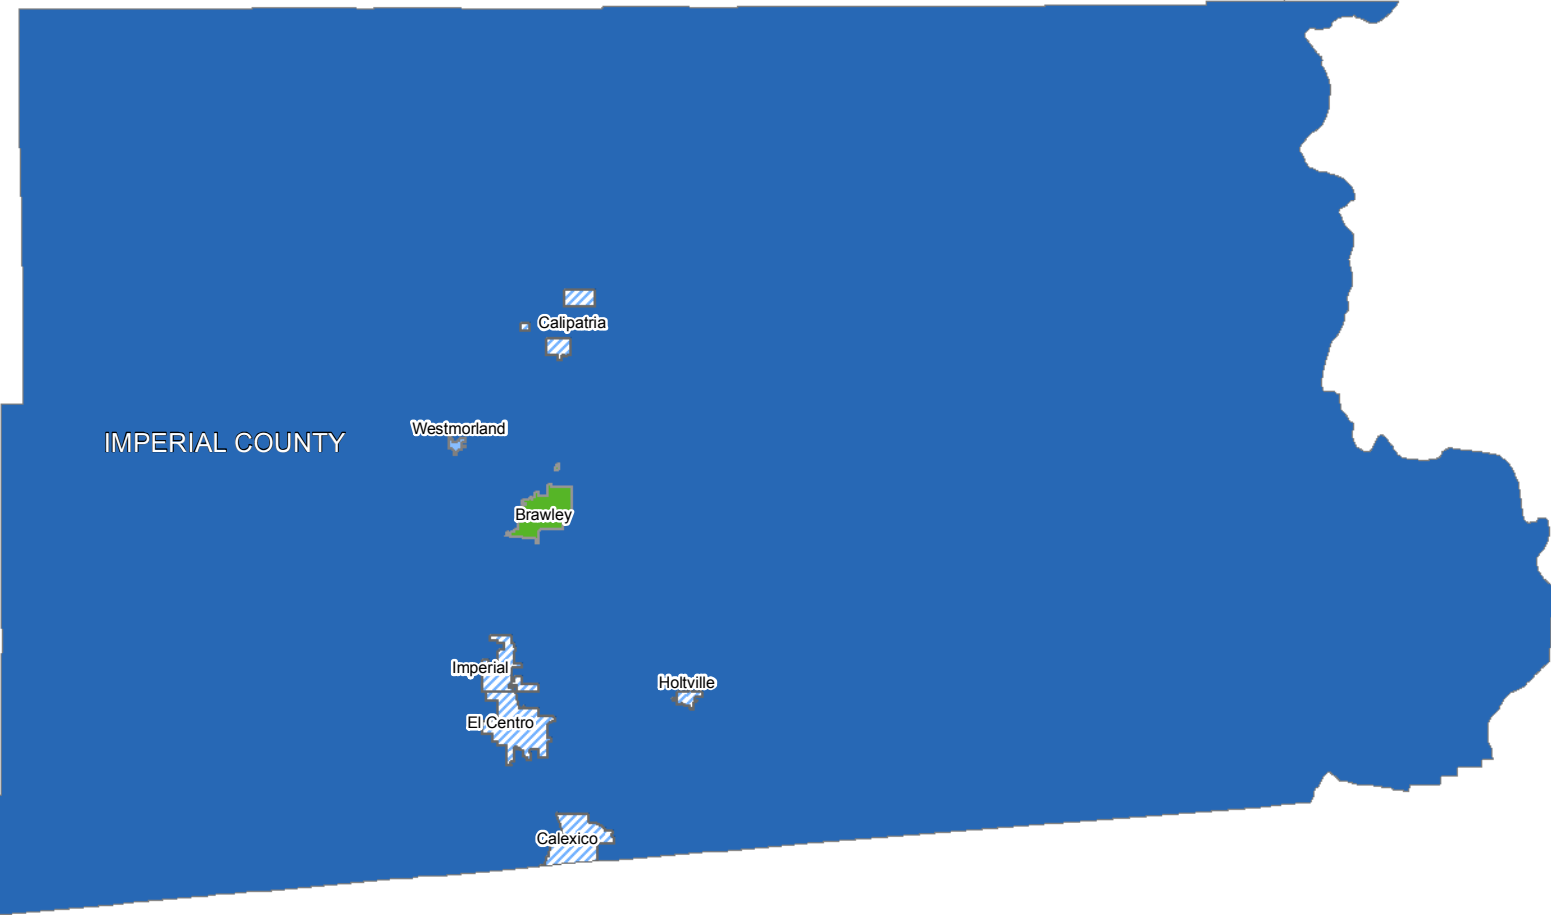 Calipatria
Westmorland
IMPERIAL COUNTY
Brawley
Imperial
Holtville
El Centro
Calexico